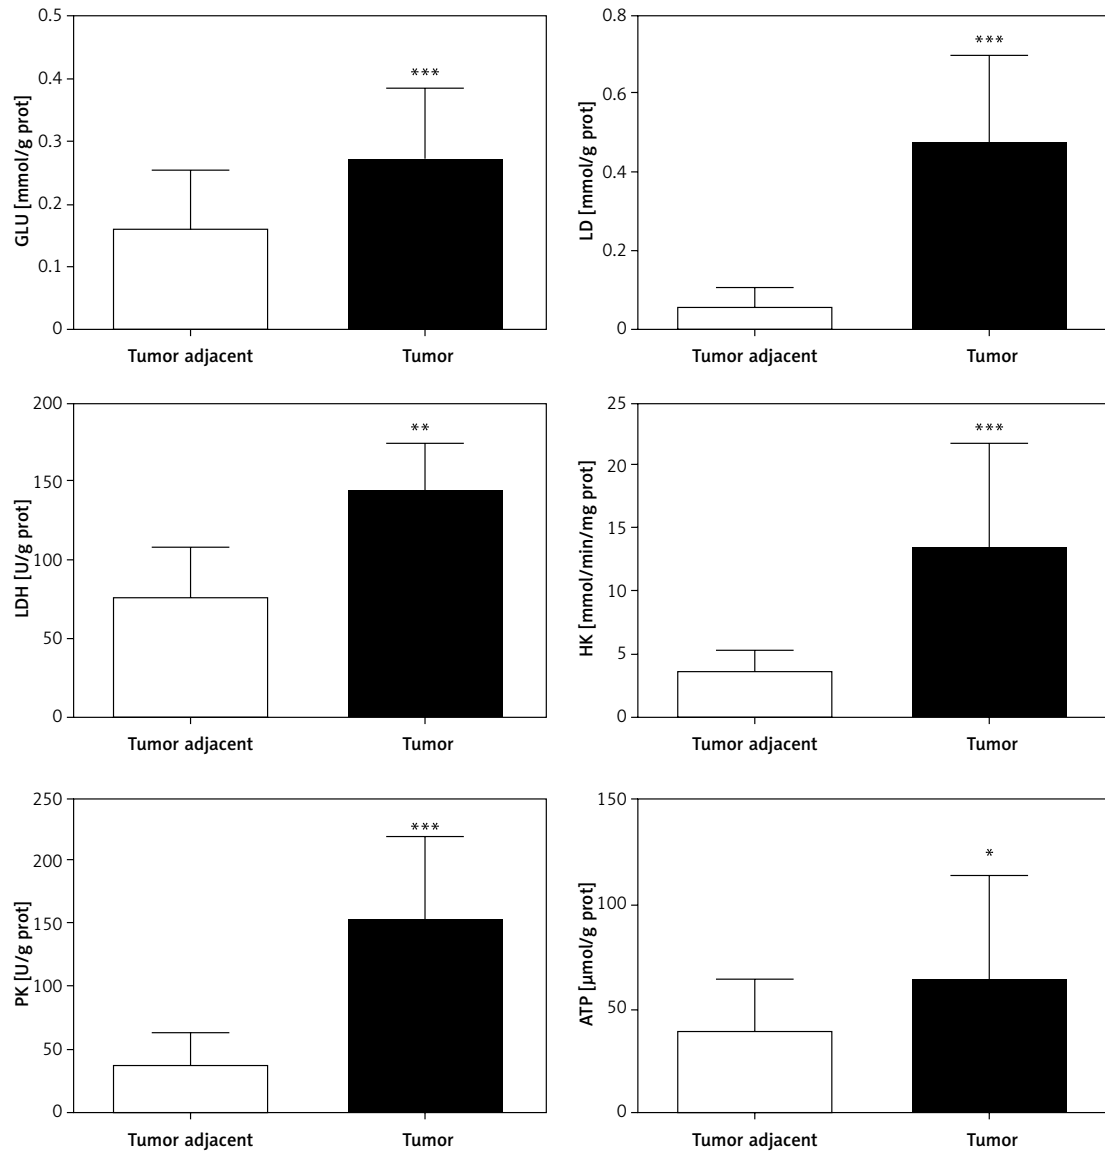 0.5
0.4
0.3
0.2
0.1
0
GLU [mmol/g prot]
***
Tumor adjacent
Tumor
0.8
0.6
0.4
0.2
0
LD [mmol/g prot]
***
Tumor adjacent
Tumor
200
150
100
50
0
LDH [U/g prot]
**
Tumor adjacent
Tumor
25
20
15
10
5
0
HK [mmol/min/mg prot]
***
Tumor adjacent
Tumor
250
200
150
100
50
0
PK [U/g prot]
***
Tumor adjacent
Tumor
150
100
50
0
ATP [µmol/g prot]
*
Tumor adjacent
Tumor